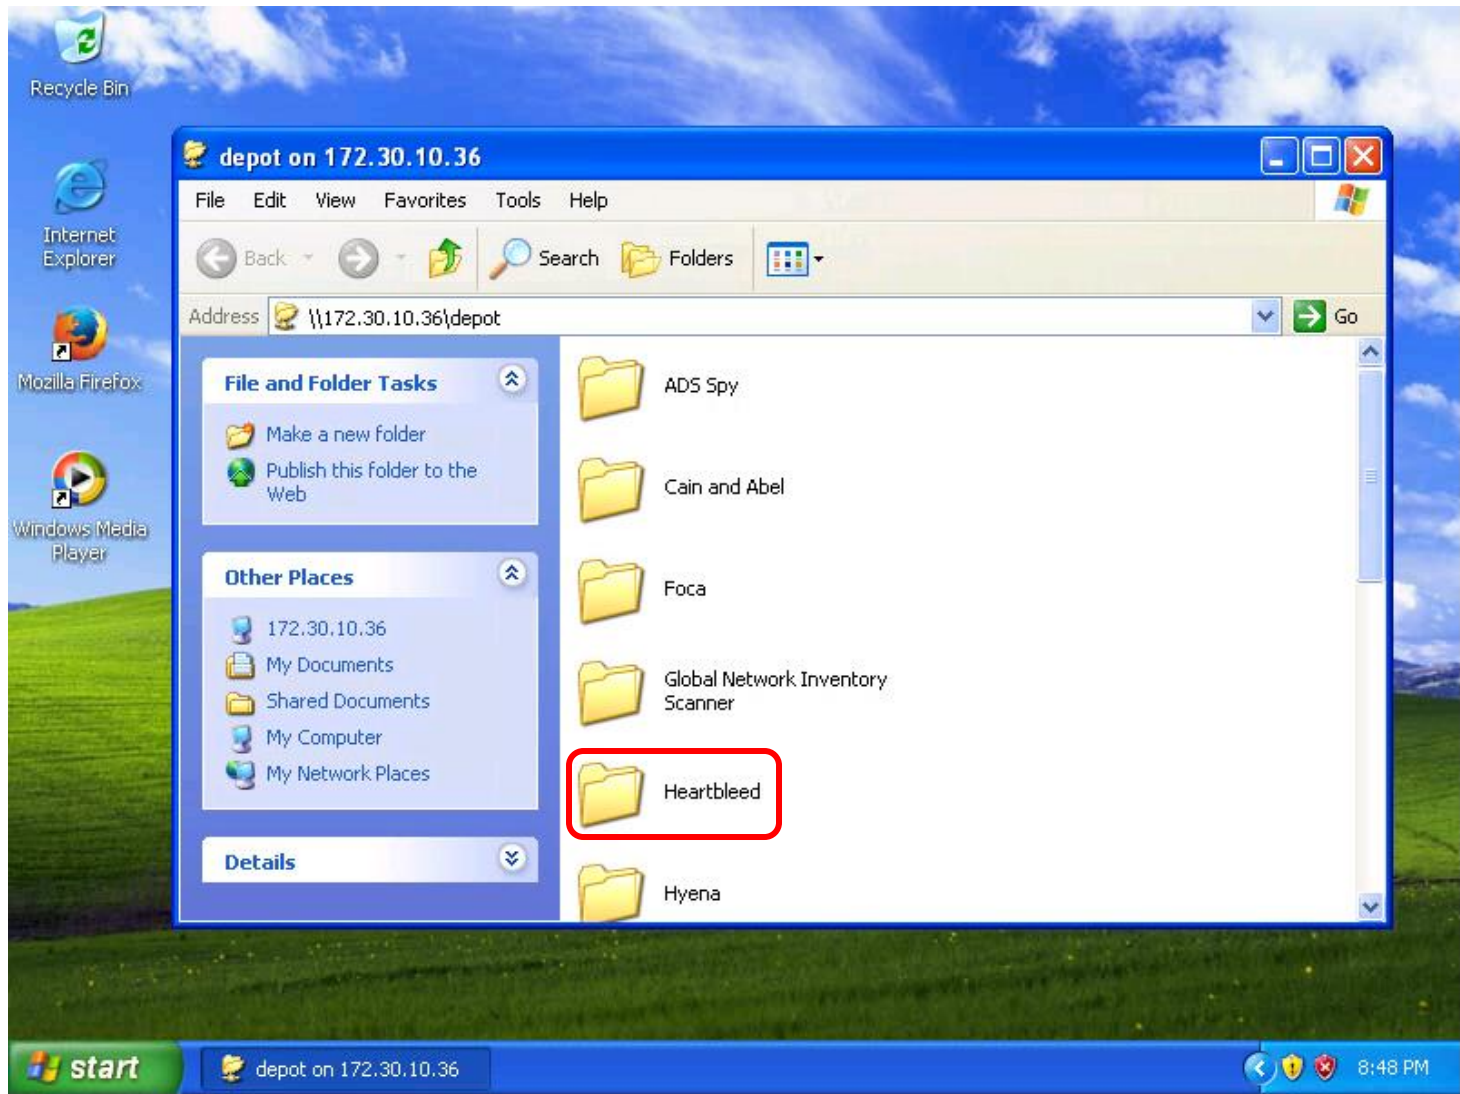 Recycle Bin
Internet
Explorer
Mozilla Firefox
Windows Media
Player
depot on 172.30.10.36
File Edit View Favorites Tools Help
Back Search Folders
Address \\172.30.10.36\depot Go
File and Folder Tasks
Make a new folder
Publish this folder to the
Web
Other Places
172.30.10.36
My Documents
Shared Documents
My Computer
My Network Places
Details
ADS Spy
Cain and Abel
Foca
Global Network Inventory
Scanner
Heartbleed
Hyena
start depot on 172.30.10.36 8:48 PM